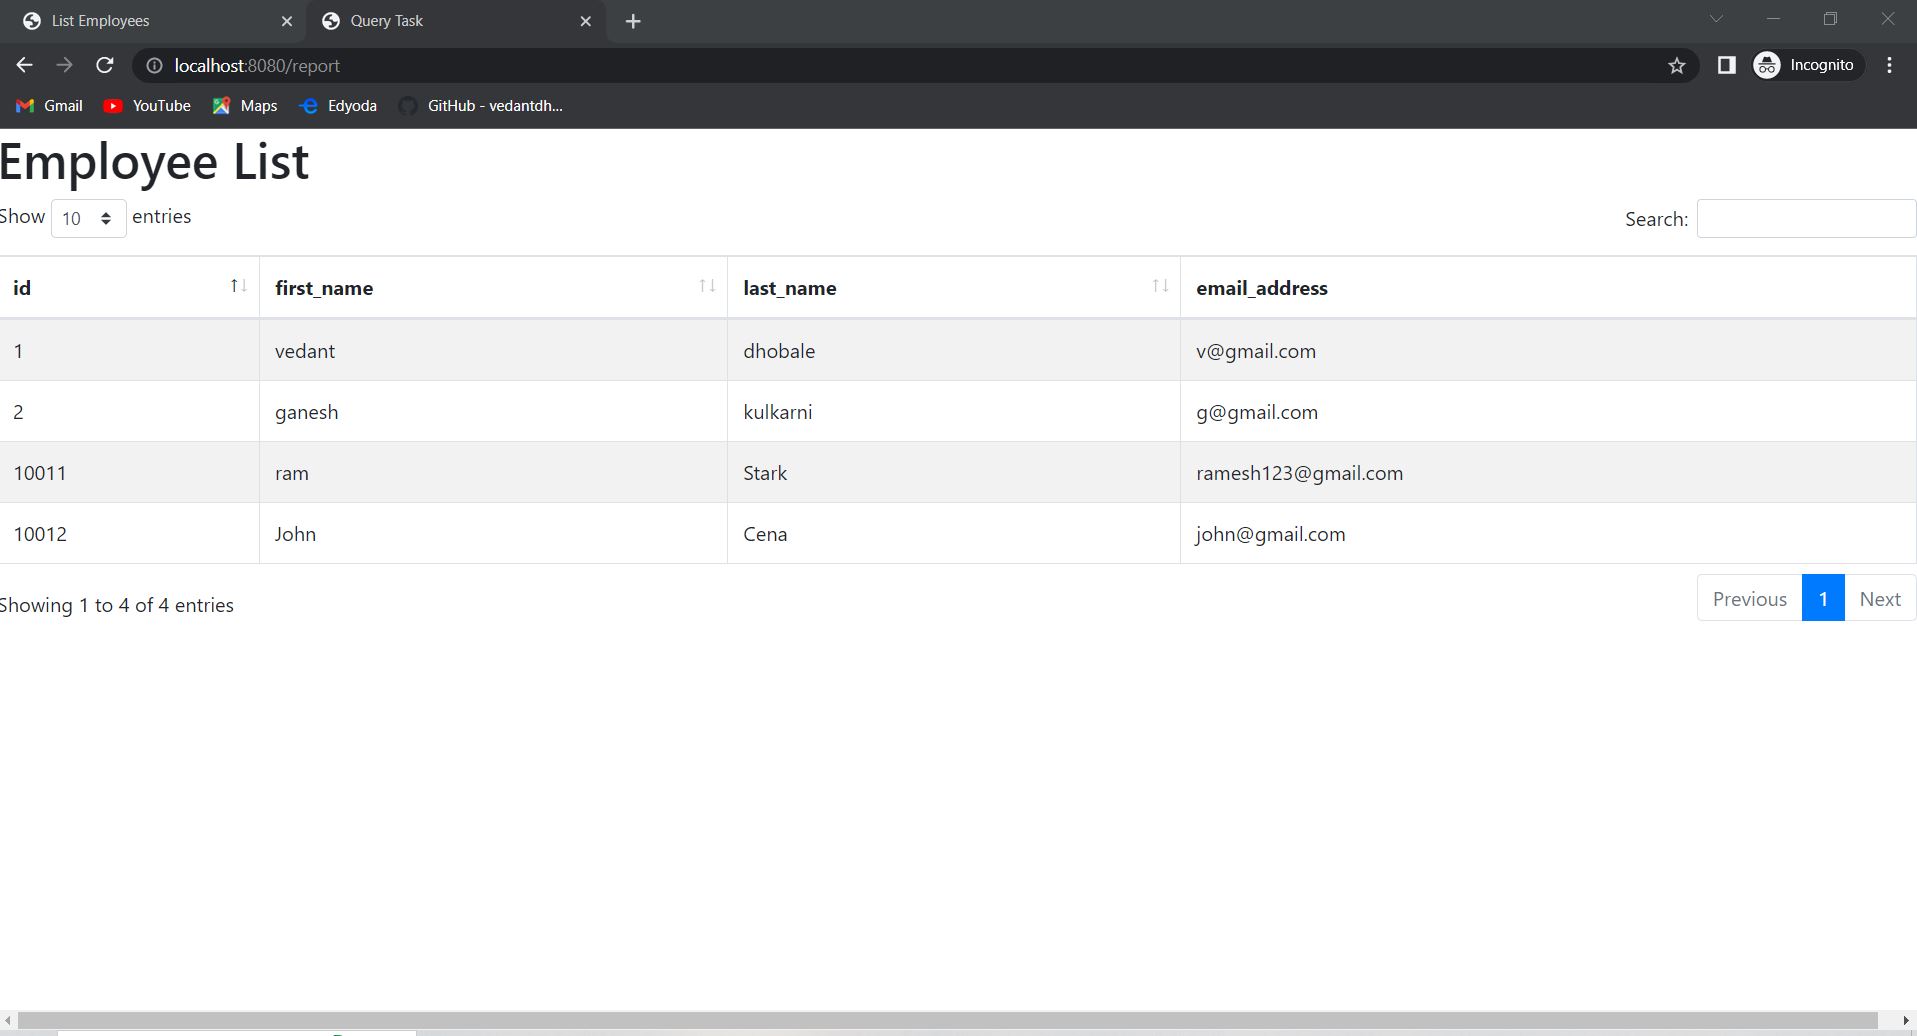 List Employees
Query Task
localhost:8080/report
Incognito
Gmail YouTube Maps Edyoda GitHub - vedantdh...
Employee List
Show 10 entries
Search:
id first_name last_name email_address
1 vedant dhobale v@gmail.com
2 ganesh kulkarni g@gmail.com
10011 ram Stark ramesh123@gmail.com
10012 John Cena john@gmail.com
Showing 1 to 4 of 4 entries
Previous 1 Next